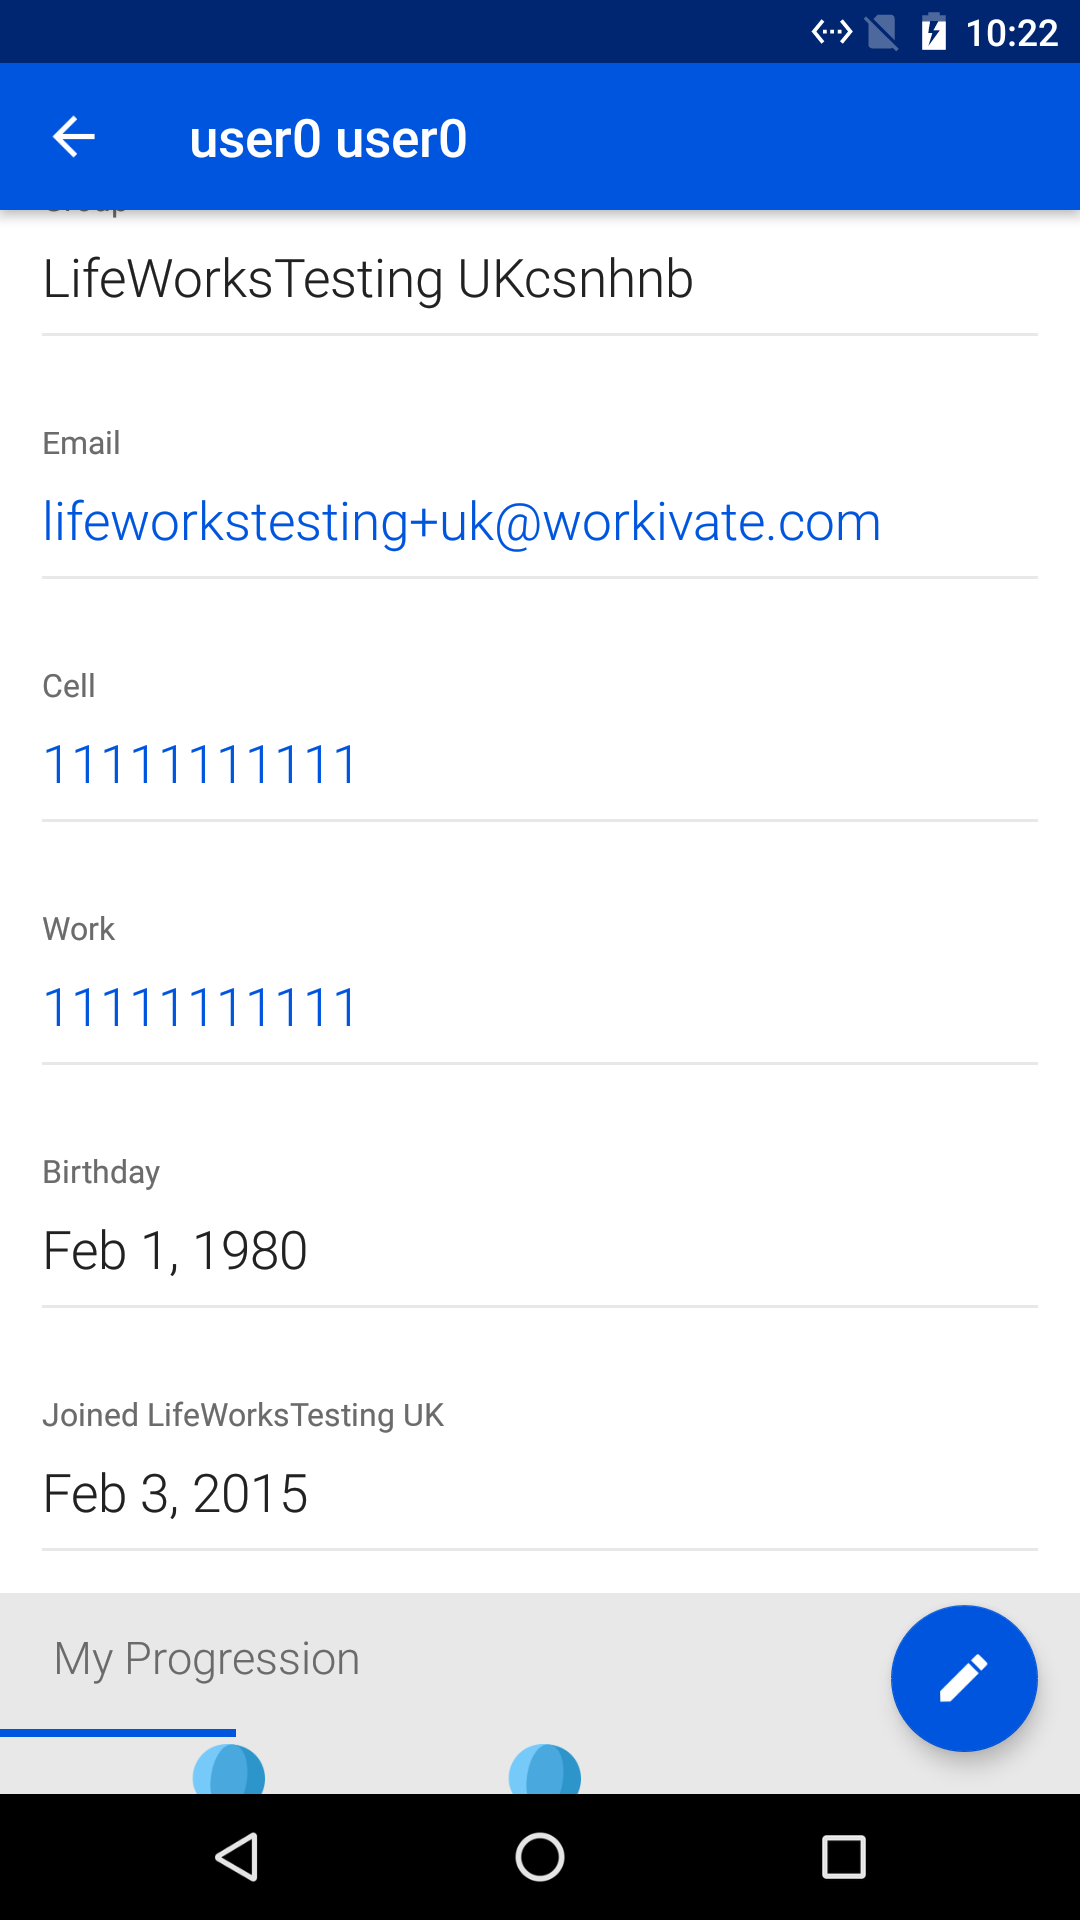 10:22
user0 user0
Group
LifeWorksTesting UKcsnhnb
Email
lifeworkstesting+uk@workivate.com
Cell
11111111111
Work
11111111111
Birthday
Feb 1, 1980
Joined LifeWorksTesting UK
Feb 3, 2015
My Progression